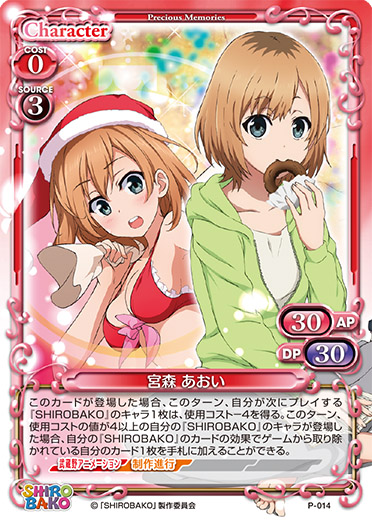 Precious Memories
Character
COST
0
SOURCE
3
30 AP
DP 30
宮森 あおい
このカードが登場した場合、このターン、自分が次にプレイする
『SHIROBAKO』のキャラ1枚は、使用コスト-4を得る。このターン、
使用コストの値が4以上の自分の『SHIROBAKO』のキャラが登場し
た場合、自分の『SHIROBAKO』のカードの効果でゲームから取り除
かれている自分のカード1枚を手札に加えることができる。
武蔵野アニメーション 制作進行
SHIRO
BAKO
©「SHIROBAKO」製作委員会
P-014